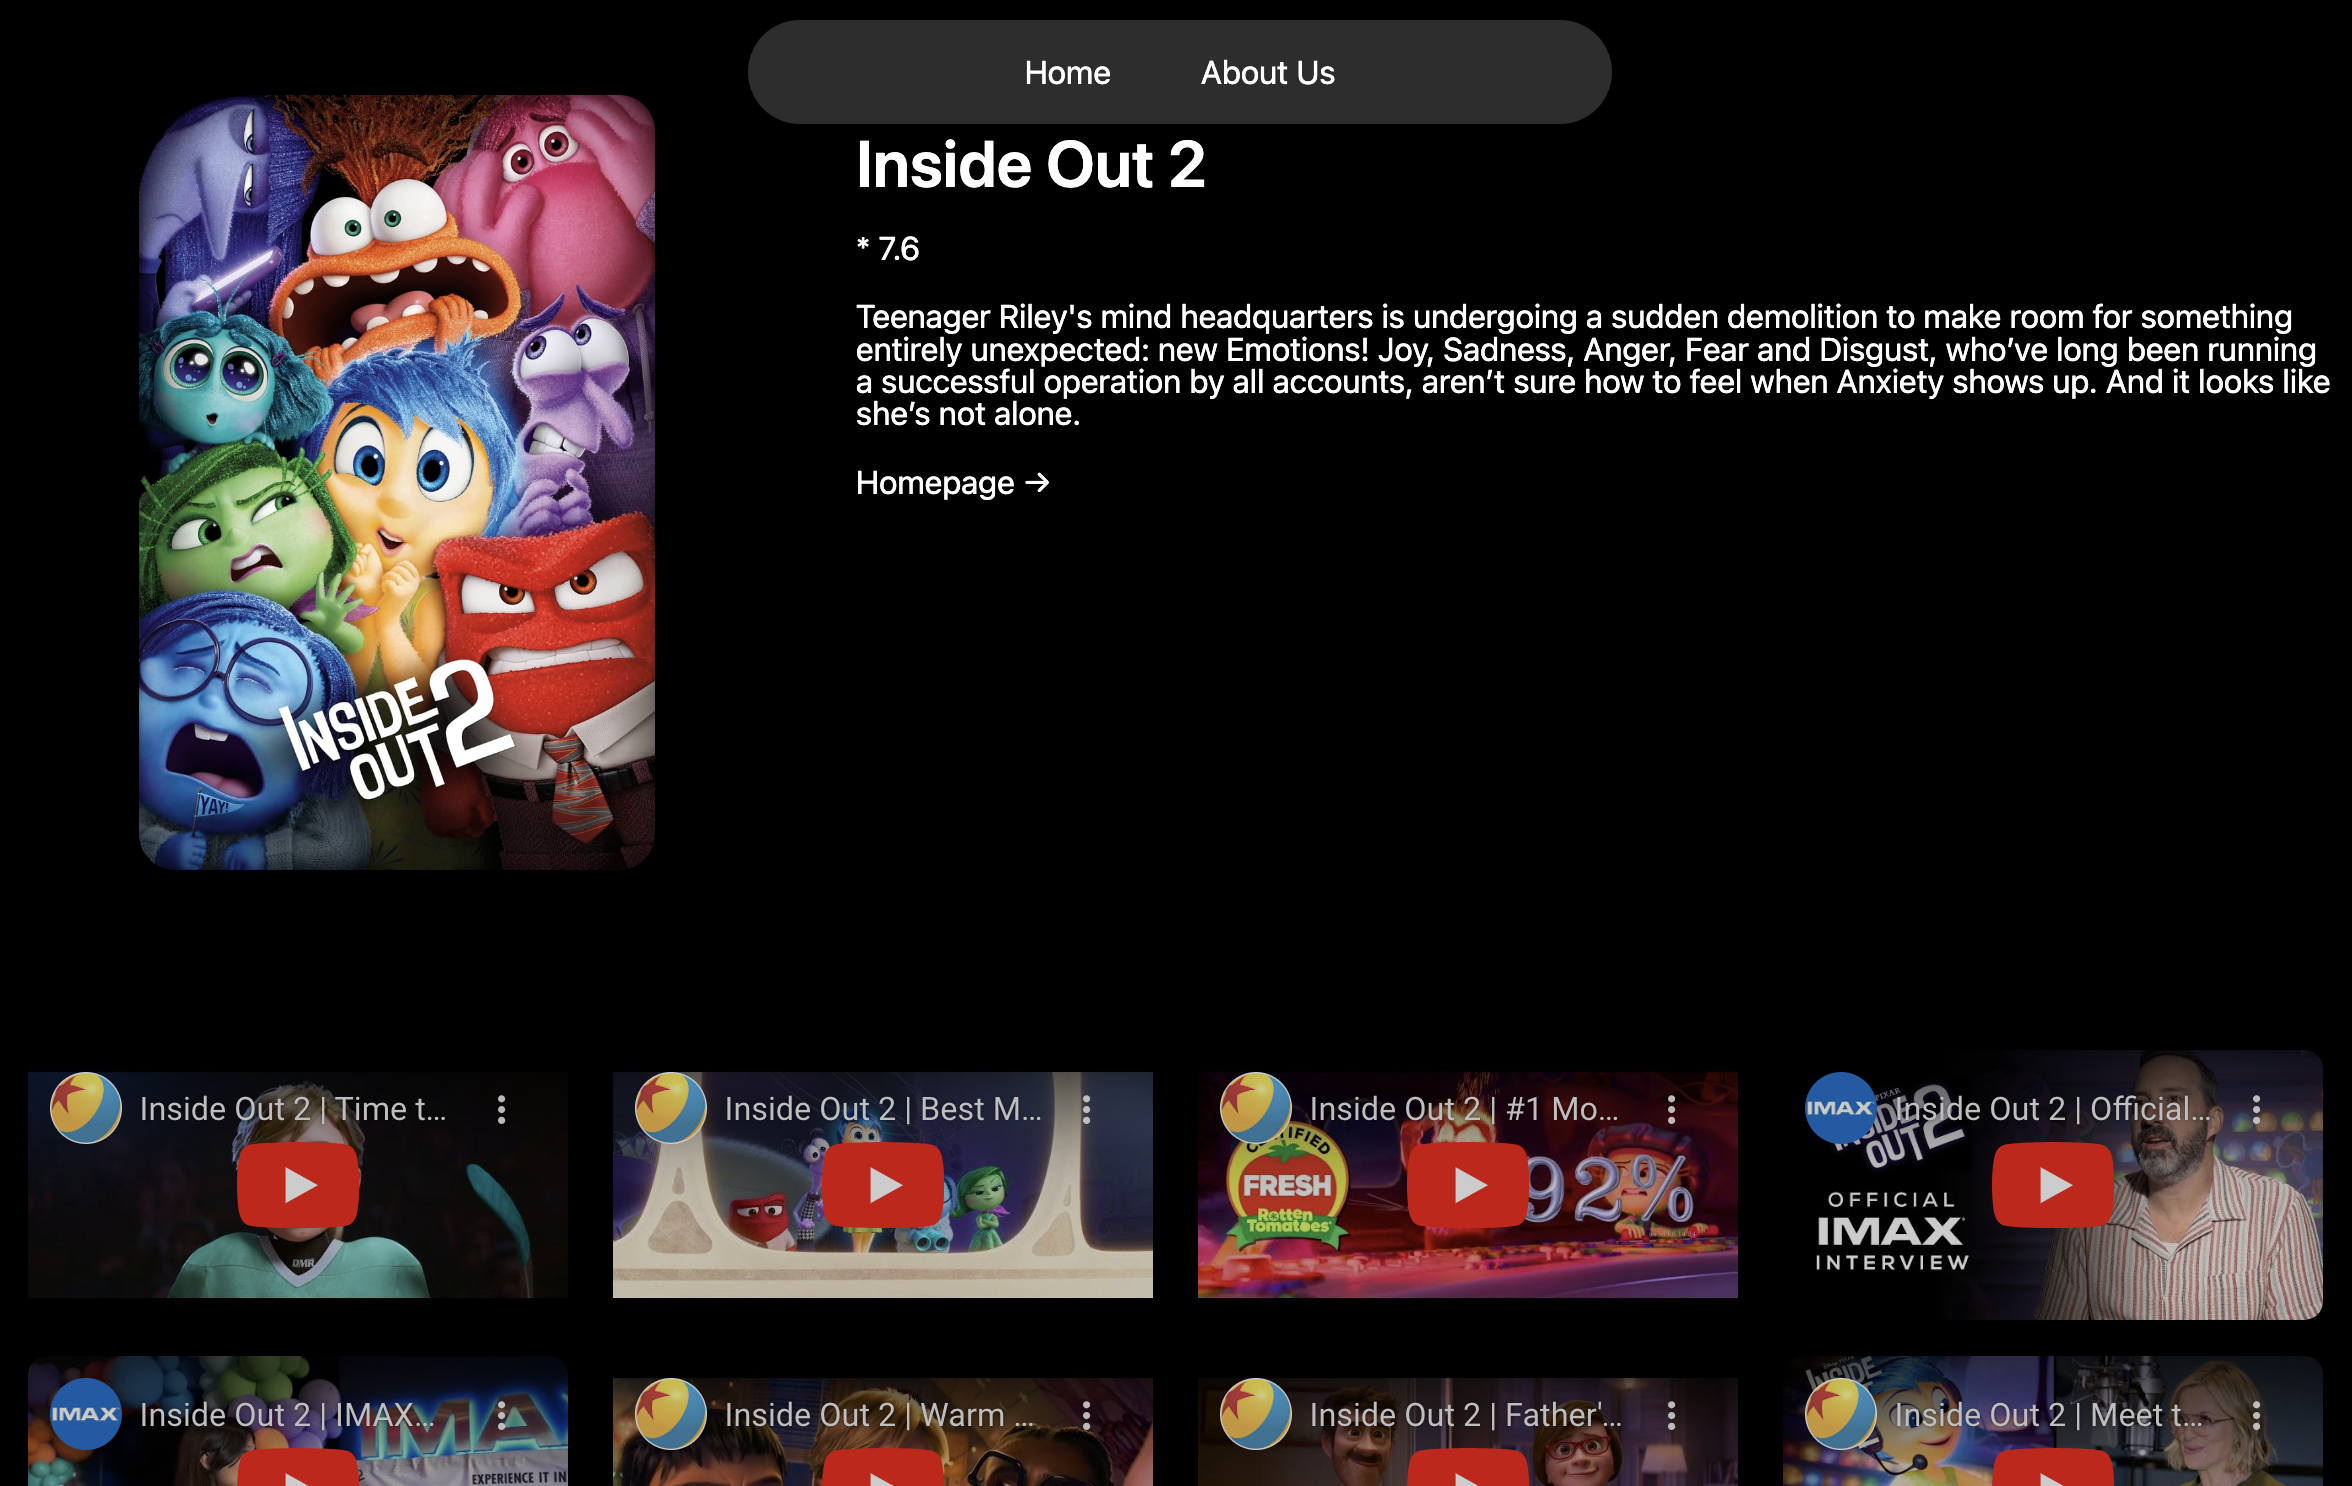 Home About Us
Inside Out 2
* 7.6
Teenager Riley's mind headquarters is undergoing a sudden demolition to make room for something
entirely unexpected: new Emotions! Joy, Sadness, Anger, Fear and Disgust, who’ve long been running
a successful operation by all accounts, aren’t sure how to feel when Anxiety shows up. And it looks like
she’s not alone.
Homepage →
INSIDE
OUT 2
YAY!
Inside Out 2 | Time t...
DMR
Inside Out 2 | Best M...
Inside Out 2 | #1 Mo...
FRESH
Rotten
Tomatoes
92%
IMAX
Inside Out 2 | Official...
PIXAR
INSIDE
OUT 2
OFFICIAL
IMAX
INTERVIEW
IMAX
Inside Out 2 | IMAX...
IMA
EXPERIENCE IT IN
Inside Out 2 | Warm ...
Inside Out 2 | Father'...
INSIDE
Inside Out 2 | Meet t...